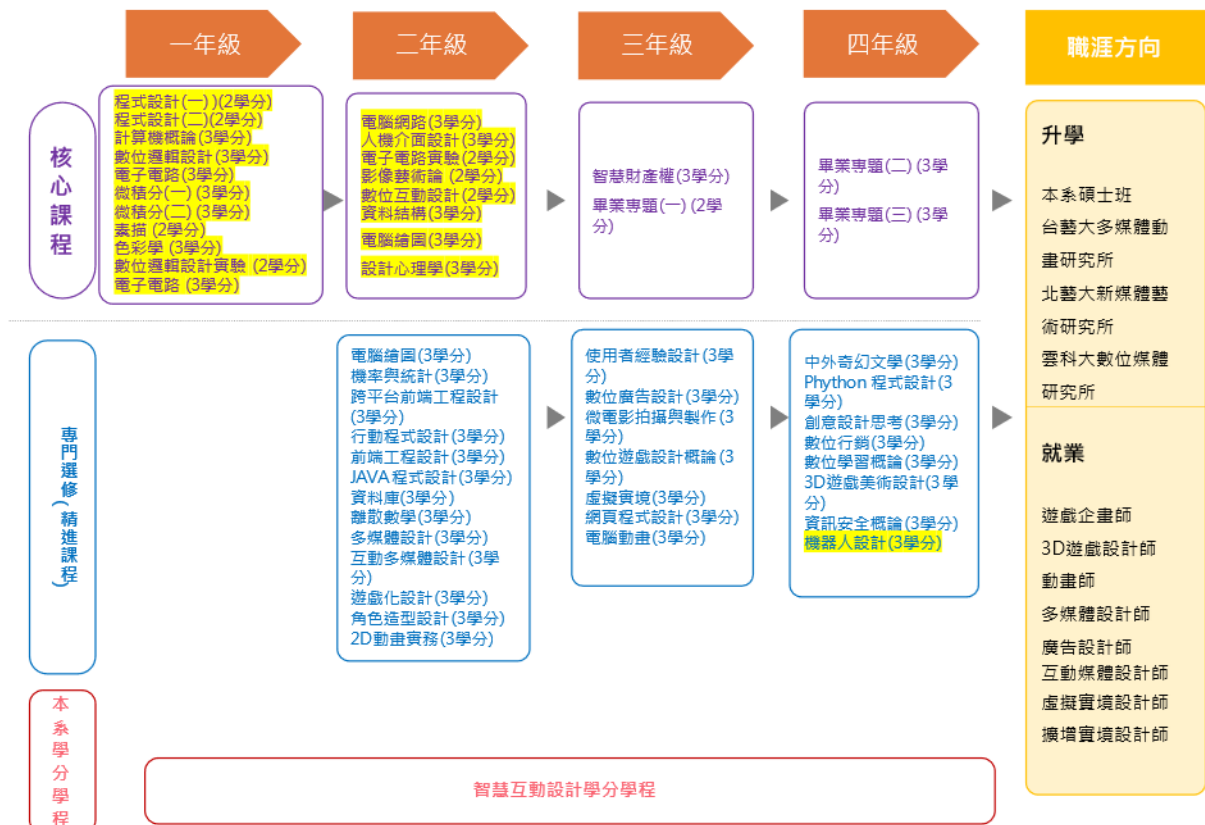 一年級
二年級
三年級
四年級
職涯方向
核
心
課
程
程式設計(一))(2學分)
程式設計(二)(2學分)
計算機概論(3學分)
數位邏輯設計(3學分)
電子電路(3學分)
微積分(一) (3學分)
微積分(二) (3學分)
素描 (2學分)
色彩學 (3學分)
數位邏輯設計實驗 (2學分)
電子電路 (3學分)
電腦網路(3學分)
人機介面設計(3學分)
電子電路實驗(2學分)
影像藝術論 (2學分)
數位互動設計(2學分)
資料結構(3學分)
電腦繪圖(3學分)
設計心理學(3學分)
智慧財產權(3學分)
畢業專題(一) (2學
分)
畢業專題(二) (3學
分)
畢業專題(三) (3學
分)
升學
本系碩士班
台藝大多媒體動
畫研究所
北藝大新媒體藝
術研究所
雲科大數位媒體
研究所
專門選修(精進課程)
電腦繪圖(3學分)
機率與統計(3學分)
跨平台前端工程設計
(3學分)
行動程式設計(3學分)
前端工程設計(3學分)
JAVA程式設計(3學分)
資料庫(3學分)
離散數學(3學分)
多媒體設計(3學分)
互動多媒體設計(3學
分)
遊戲化設計(3學分)
角色造型設計(3學分)
2D動畫實務(3學分)
使用者經驗設計(3學
分)
數位廣告設計(3學分)
微電影拍攝與製作(3
學分)
數位遊戲設計概論(3
學分)
虛擬實境(3學分)
網頁程式設計(3學分)
電腦動畫(3學分)
中外奇幻文學(3學分)
Phython 程式設計(3
學分)
創意設計思考(3學分)
數位行銷(3學分)
數位學習概論(3學分)
3D遊戲美術設計(3學
分)
資訊安全概論(3學分)
機器人設計(3學分)
就業
遊戲企畫師
3D遊戲設計師
動畫師
多媒體設計師
廣告設計師
互動媒體設計師
虛擬實境設計師
擴增實境設計師
本
系
學
分
學
程
智慧互動設計學分學程